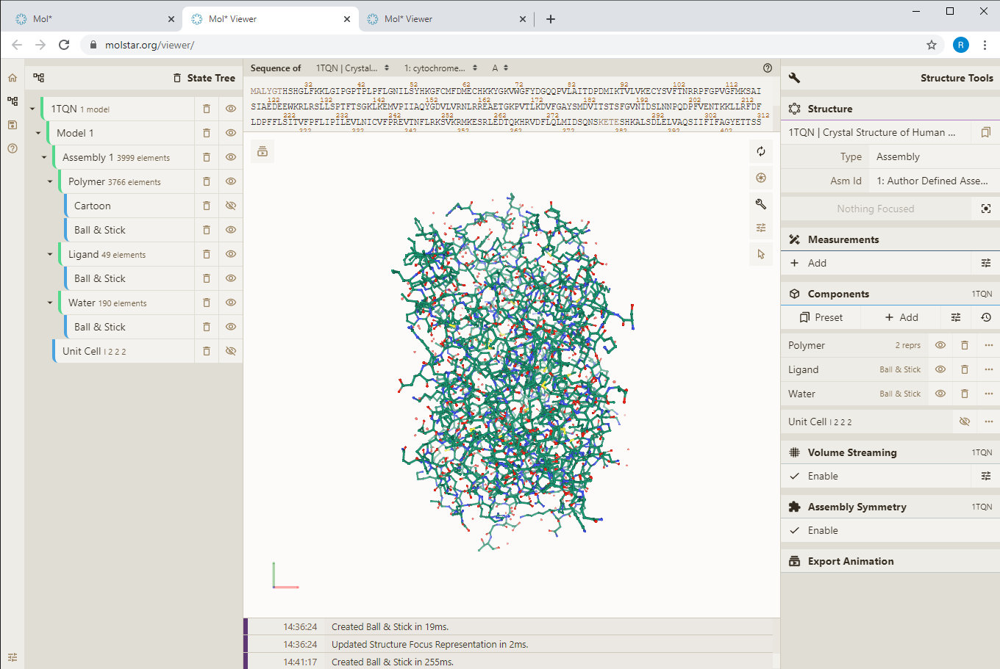 Mol*
Mol* Viewer
Mol* Viewer
molstar.org/viewer/
R
State Tree
1TQN 1 model
Model 1
Assembly 1 3999 elements
Polymer 3766 elements
Cartoon
Ball & Stick
Ligand 49 elements
Ball & Stick
Water 190 elements
Ball & Stick
Unit Cell I 2 2 2
Sequence of 1TQN | Crystal... 1: cytochrome... A
32 42 52 62 72 82 92 102 112
MALYGTHSHGLFKKLGIPGPTPLPFLGNILSYHKGFCMFDMECHKKYGKVWGFYDGQQPVLAITDPDMIKTVLVKECYSVFTNRRPFGPVGFMKSAI
122 132 142 152 162 172 182 192 202 212
SIAEDEEWKRLRSLLSPTFTSGKLKEMVPIIAQYGDVLVRNLRREAETGKPVTLKDVFGAYSMDVITSTSFGVNIDSLNNPQDPFVENTKKLLRFDF
222 232 242 252 262 272 282 292 302 312
LDPFFLSITVFPFLIPILEVLNICVFPREVTNFLRKSVKRMKESRLEDTQKHRVDFLQLMIDSQNSKETESHKALSDLELVAQSIIFIFAGYETTSS
14:36:24 Created Ball & Stick in 19ms.
14:36:24 Updated Structure Focus Representation in 2ms.
14:41:17 Created Ball & Stick in 255ms.
Structure Tools
Structure
1TQN | Crystal Structure of Human ...
Type Assembly
Asm Id 1: Author Defined Asse...
Nothing Focused
Measurements
Add
Components 1TQN
Preset Add
Polymer 2 reprs
Ligand Ball & Stick
Water Ball & Stick
Unit Cell I 2 2 2
Volume Streaming 1TQN
Enable
Assembly Symmetry 1TQN
Enable
Export Animation